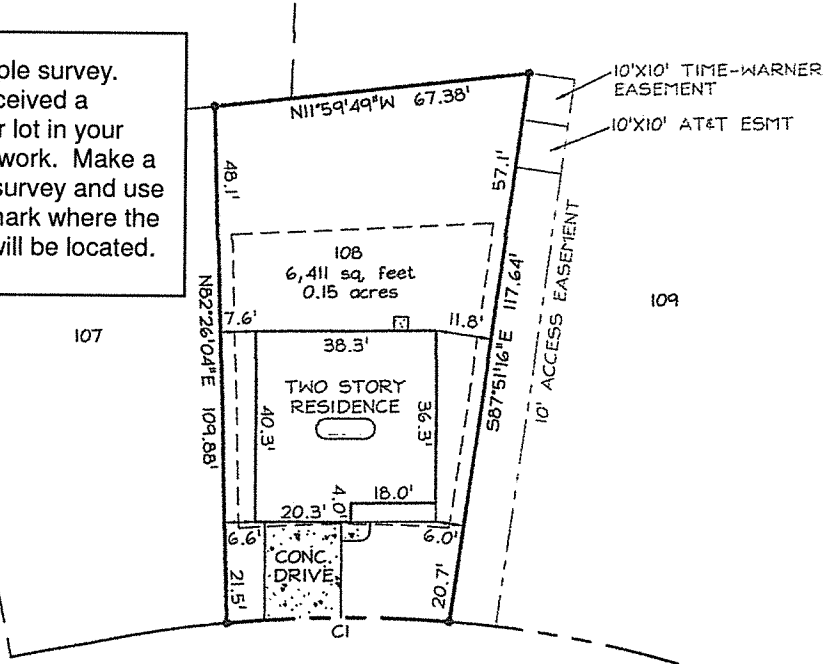 ole survey.
ceived a
r lot in your
work. Make a
survey and use
nark where the
will be located.
N11°59'49"W 67.38'
10'X10' TIME-WARNER
EASEMENT
10'X10' AT&T ESMT
48.1'
57.1'
108
6,411 sq. feet
0.15 acres
N82°26'04"E 109.88'
S87°51'16"E 117.64'
10' ACCESS EASEMENT
107
109
7.6'
11.8'
38.3'
TWO STORY
RESIDENCE
40.3'
36.3'
18.0'
4.0'
20.3'
6.6'
6.0'
CONC.
DRIVE
21.5'
20.7'
C1